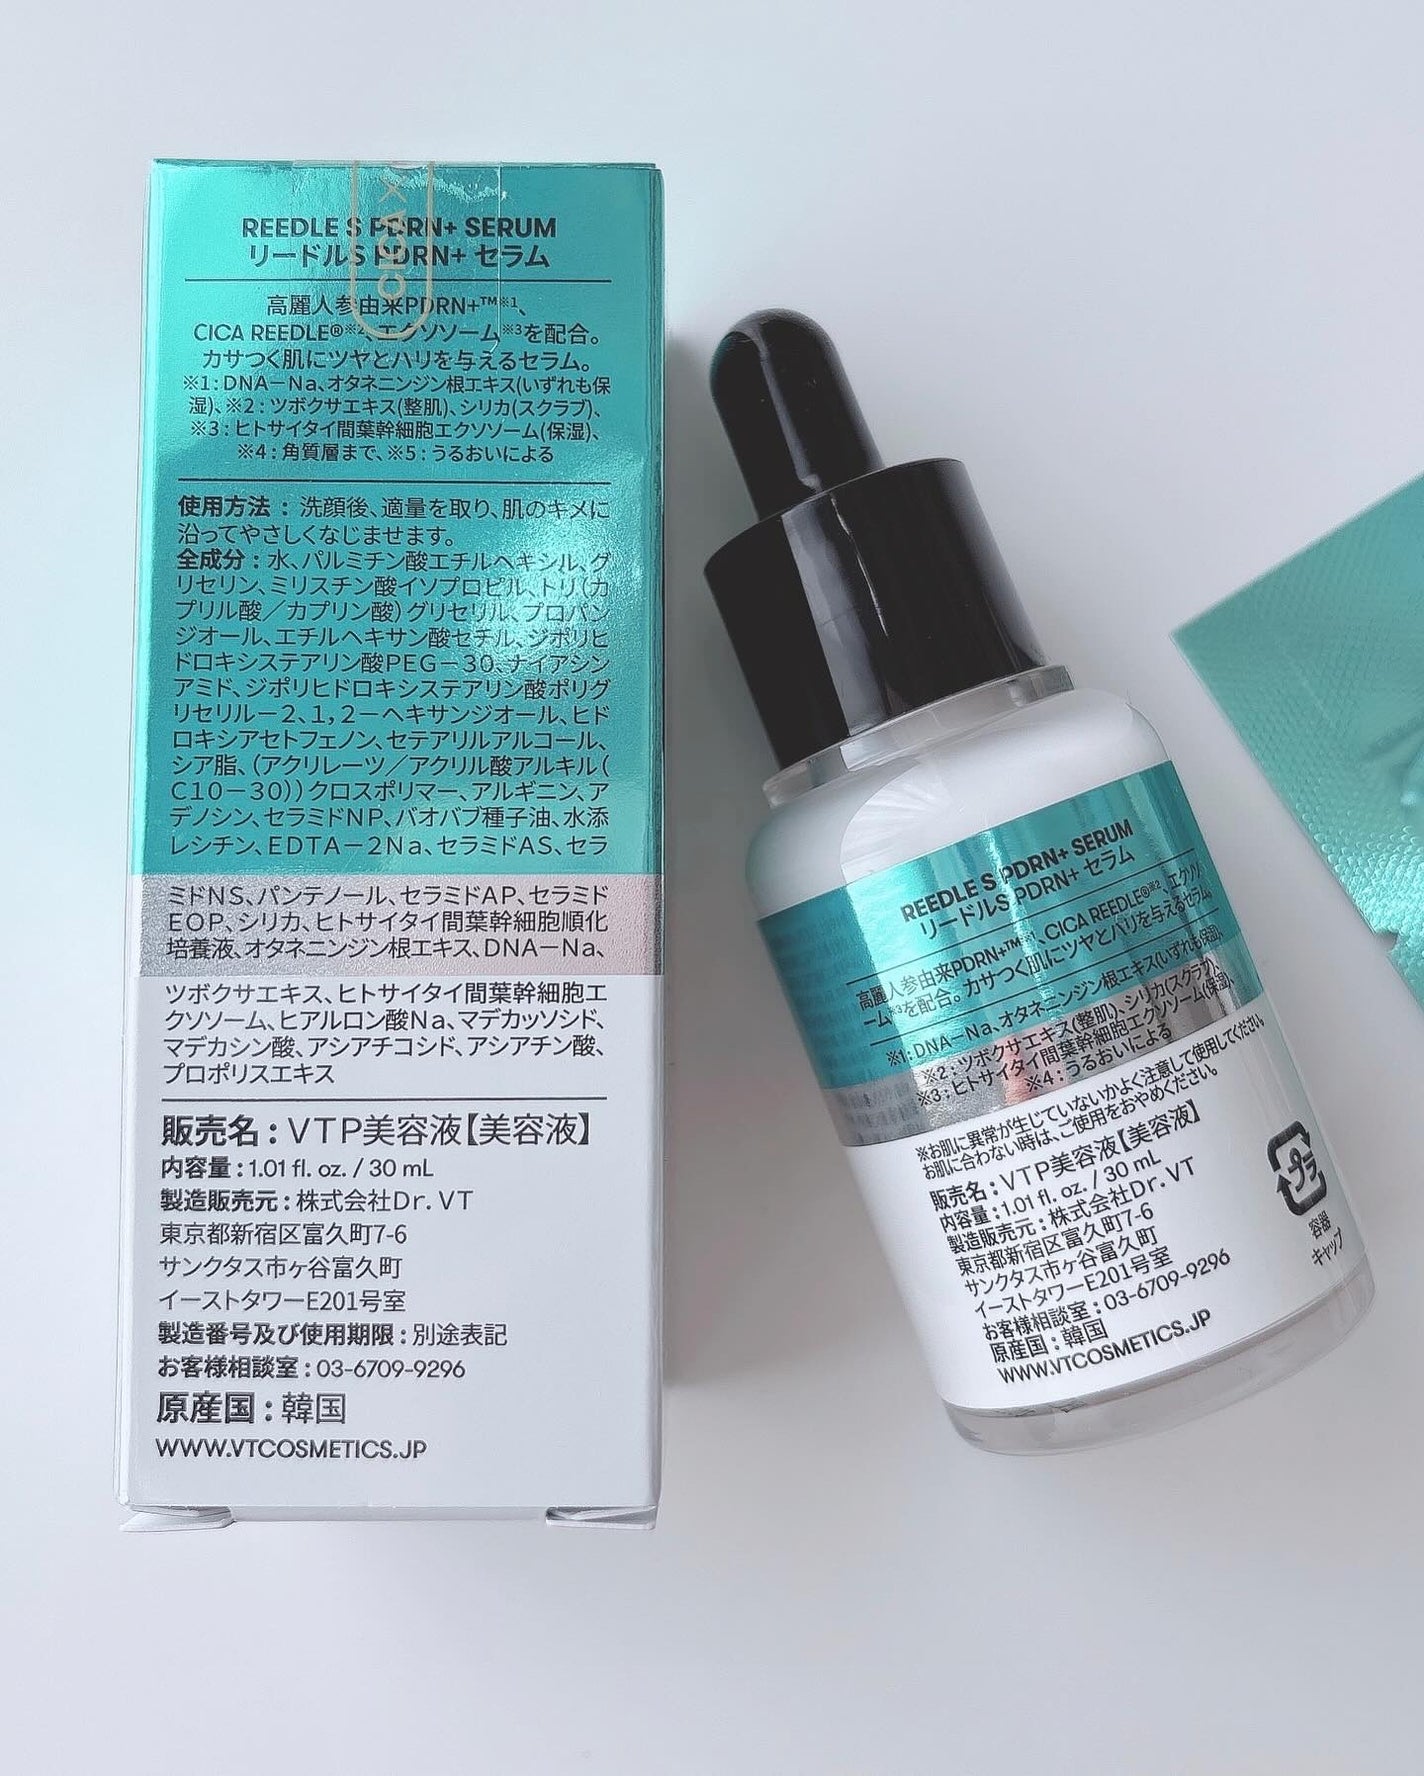 REEDLE S PDRN+ SERUM
リードルS PDRN+ セラム
高麗人参由来PDRN+™※1、
CICA REEDLE®※2、エクソソーム※3を配合。
カサつく肌にツヤとハリを与えるセラム。
※1：DNA－Na、オタネニンジン根エキス(いずれも保
湿)、※2：ツボクサエキス(整肌)、シリカ(スクラブ)、
※3：ヒトサイタイ間葉幹細胞エクソソーム(保湿)、
※4：角質層まで、※5：うるおいによる
使用方法：洗顔後、適量を取り、肌のキメに
沿ってやさしくなじませます。
全成分：水、パルミチン酸エチルヘキシル、グ
リセリン、ミリスチン酸イソプロピル、トリ（カ
プリル酸／カプリン酸）グリセリル、プロパン
ジオール、エチルヘキサン酸セチル、ジポリヒ
ドロキシステアリン酸PEG－30、ナイアシン
アミド、ジポリヒドロキシステアリン酸ポリグ
リセリル－2、1，2－ヘキサンジオール、ヒド
ロキシアセトフェノン、セテアリルアルコール、
シア脂、（アクリレーツ／アクリル酸アルキル（
C10－30））クロスポリマー、アルギニン、ア
デノシン、セラミドNP、バオバブ種子油、水添
レシチン、EDTA－2Na、セラミドAS、セラ
ミドNS、パンテノール、セラミドAP、セラミド
EOP、シリカ、ヒトサイタイ間葉幹細胞順化
培養液、オタネニンジン根エキス、DNA－Na、
ツボクサエキス、ヒトサイタイ間葉幹細胞エ
クソソーム、ヒアルロン酸Na、マデカッソシド、
マデカシン酸、アシアチコシド、アシアチン酸、
プロポリスエキス
販売名：VTP美容液【美容液】
内容量：1.01 fl. oz. / 30 mL
製造販売元：株式会社Dr. VT
東京都新宿区富久町7-6
サンクタス市ヶ谷富久町
イーストタワーE201号室
製造番号及び使用期限：別途表記
お客様相談室：03-6709-9296
原産国：韓国
WWW.VTCOSMETICS.JP
CICA
REEDLE S PDRN+ SERUM
リードルS PDRN+ セラム
高麗人参由来PDRN+™※1、CICA REEDLE®※2、エクソソ
ーム※3を配合。カサつく肌にツヤとハリを与えるセラム。
※1：DNA－Na、オタネニンジン根エキス(いずれも保湿)、
※2：ツボクサエキス(整肌)、シリカ(スクラブ)、
※3：ヒトサイタイ間葉幹細胞エクソソーム(保湿)、
※4：うるおいによる
※お肌に異常が生じていないかよく注意して使用してください。
お肌に合わない時は、ご使用をおやめください。
販売名：VTP美容液【美容液】
内容量：1.01 fl. oz. / 30 mL
製造販売元：株式会社Dr. VT
東京都新宿区富久町7-6
サンクタス市ヶ谷富久町
イーストタワーE201号室
お客様相談室：03-6709-9296
原産国：韓国
WWW.VTCOSMETICS.JP
プラ
容器
キャップ